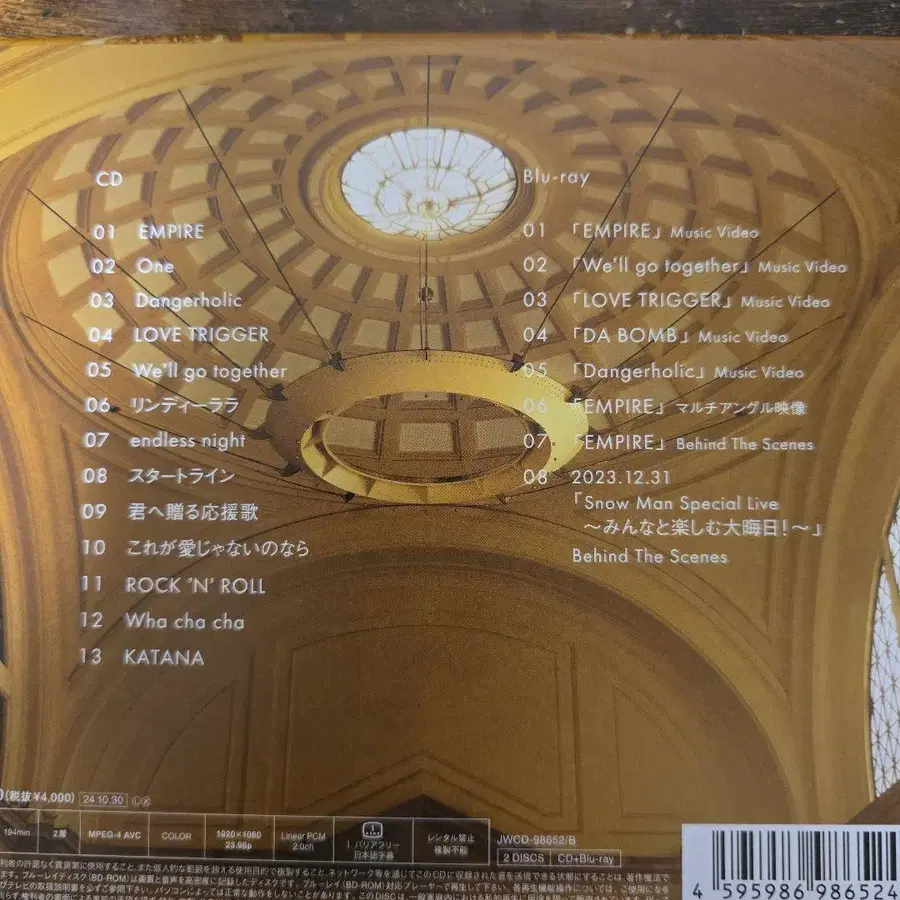 CD
01 EMPIRE
02 One
03 Dangerholic
04 LOVE TRIGGER
05 We'll go together
06 リンディーララ
07 endless night
08 スタートライン
09 君へ贈る応援歌
10 これが愛じゃないのなら
11 ROCK 'N' ROLL
12 Wha cha cha
13 KATANA
Blu-ray
01 「EMPIRE」 Music Video
02 「We'll go together」 Music Video
03 「LOVE TRIGGER」 Music Video
04 「DA BOMB」 Music Video
05 「Dangerholic」 Music Video
06 「EMPIRE」 マルチアングル映像
07 「EMPIRE」 Behind The Scenes
08 2023.12.31
「Snow Man Special Live
～みんなと楽しむ大晦日!～」
Behind The Scenes
(税抜¥4,000) 24.10.30
194min
2層
MPEG-4 AVC
COLOR
1920×1080
23.98p
Linear PCM
2.0ch
1. バリアフリー
日本語字幕
レンタル禁止
複製不能
JWCD-98652/B
2 DISCS CD+Blu-ray
4 595986 986524